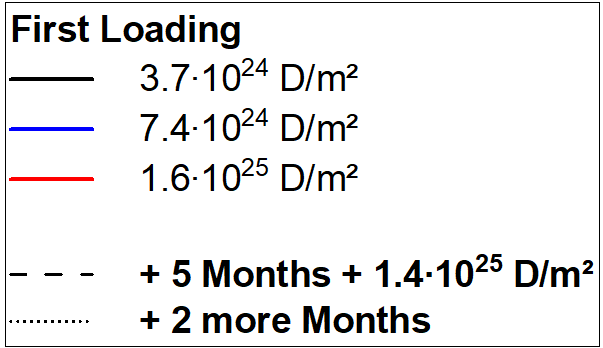 First Loading
3.7·10²⁴ D/m²
7.4·10²⁴ D/m²
1.6·10²⁵ D/m²
+ 5 Months + 1.4·10²⁵ D/m²
+ 2 more Months